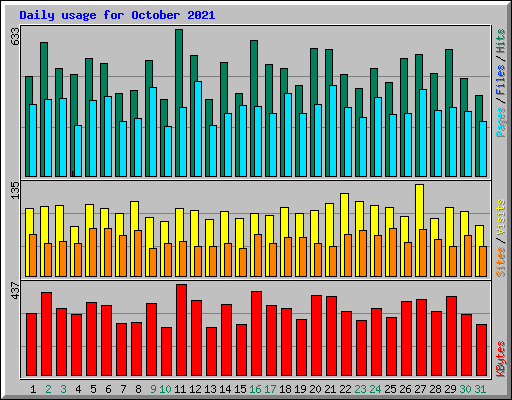 Daily usage for October 2021
633
Pages / Files / Hits
135
Sites / Visits
437
KBytes
1 2 3 4 5 6 7 8 9 10 11 12 13 14 15 16 17 18 19 20 21 22 23 24 25 26 27 28 29 30 31